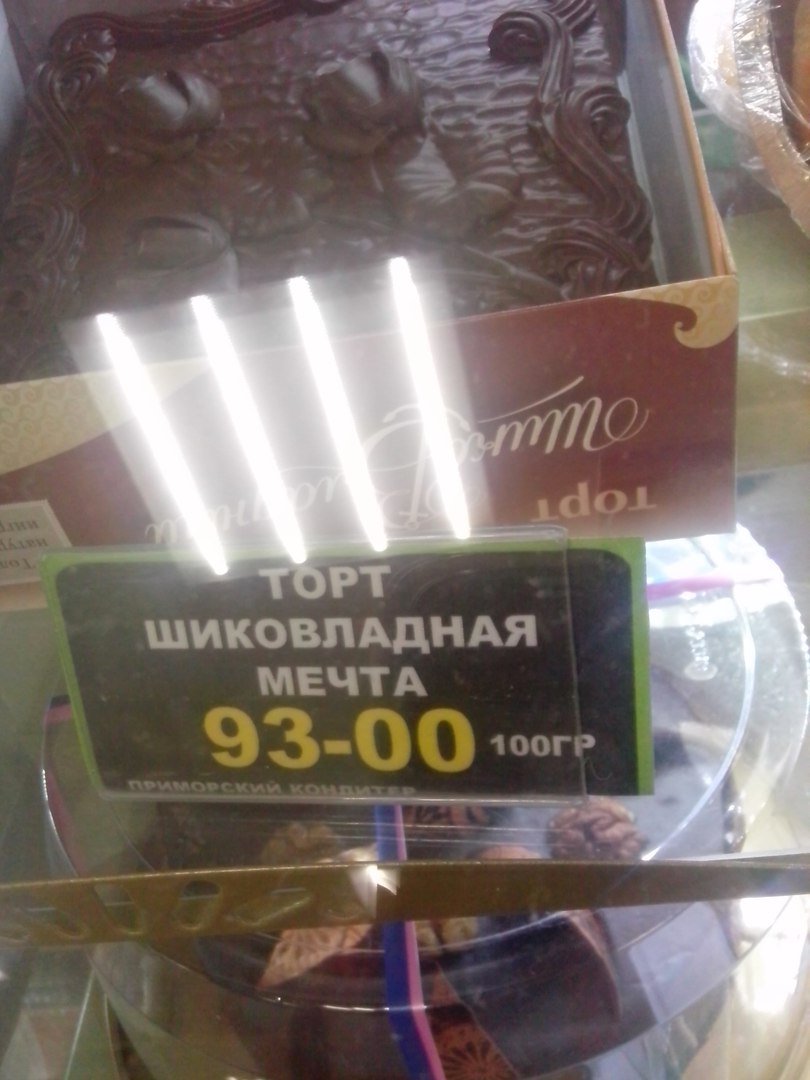 торт
ТОРТ
ШИКОВЛАДНАЯ
МЕЧТА
93-00 100ГР
ПРИМОРСКИЙ КОНДИТЕР